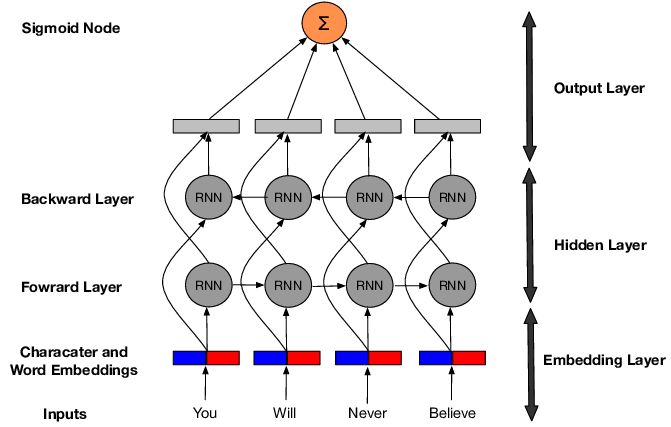 Sigmoid Node
Σ
Output Layer
Backward Layer
RNN RNN RNN RNN
Hidden Layer
Fowrard Layer
RNN RNN RNN RNN
Characater and
Word Embeddings
Embedding Layer
Inputs
You Will Never Believe